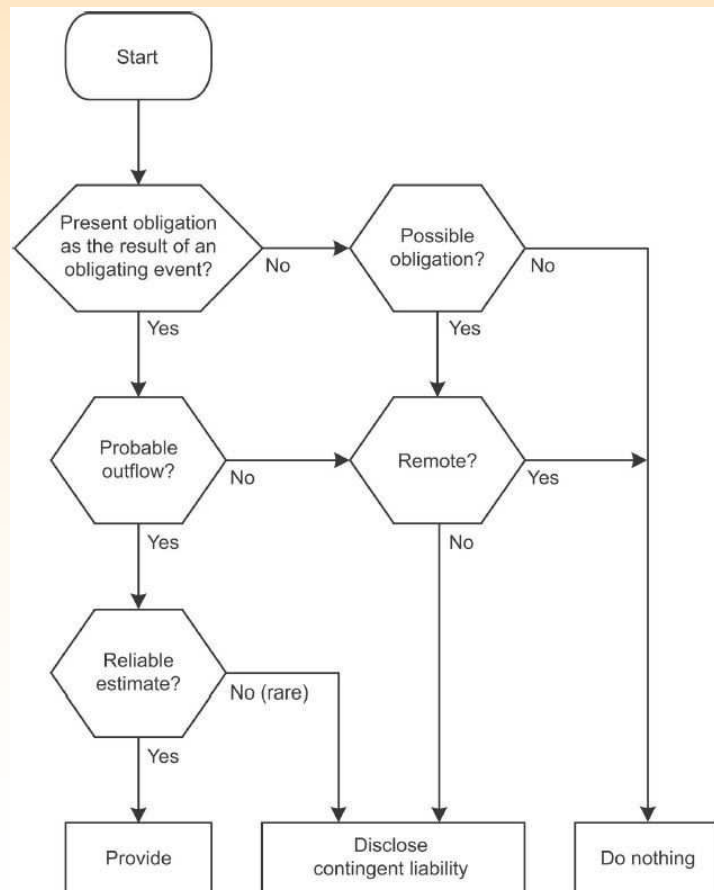 Start
Present obligation
as the result of an
obligating event?
No
Possible
obligation?
No
Yes
Yes
Probable
outflow?
No
Remote?
Yes
Yes
No
Reliable
estimate?
No (rare)
Yes
Provide
Disclose
contingent liability
Do nothing